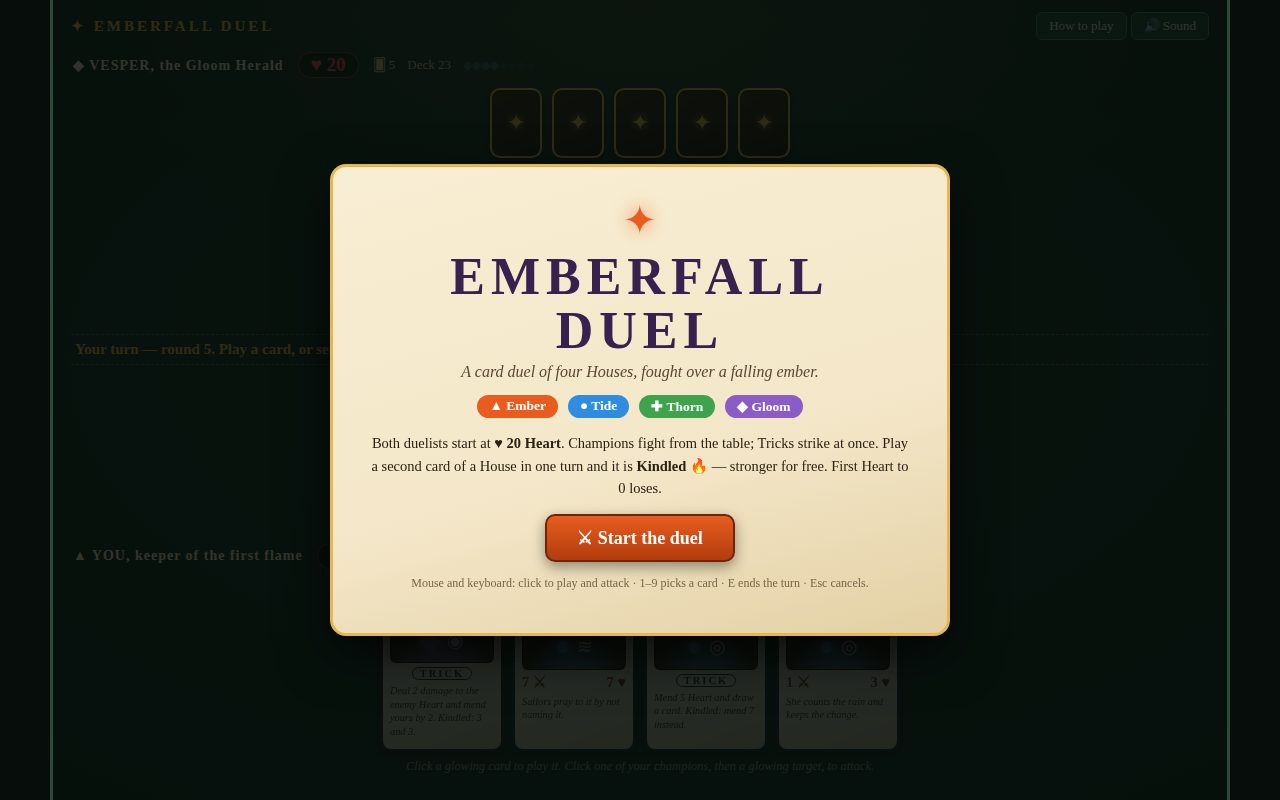 ✦ EMBERFALL DUEL
How to play
🔊 Sound
◆ VESPER, the Gloom Herald ♥ 20 🂠 5 Deck 23
EMBERFALL
DUEL
A card duel of four Houses, fought over a falling ember.
▲ Ember ● Tide ✚ Thorn ◆ Gloom
Both duelists start at ♥ 20 Heart. Champions fight from the table; Tricks strike at once. Play
a second card of a House in one turn and it is Kindled 🔥 — stronger for free. First Heart to
0 loses.
⚔ Start the duel
Mouse and keyboard: click to play and attack · 1–9 picks a card · E ends the turn · Esc cancels.
Your turn — round 5. Play a card, or
▲ YOU, keeper of the first flame
TRICK
Deal 2 damage to the
enemy Heart and mend
yours by 2. Kindled: 3
and 3.
7 ⚔ 7 ♥
Sailors pray to it by not
naming it.
TRICK
Mend 5 Heart and draw
a card. Kindled: mend 7
instead.
1 ⚔ 3 ♥
She counts the rain and
keeps the change.
Click a glowing card to play it. Click one of your champions, then a glowing target, to attack.